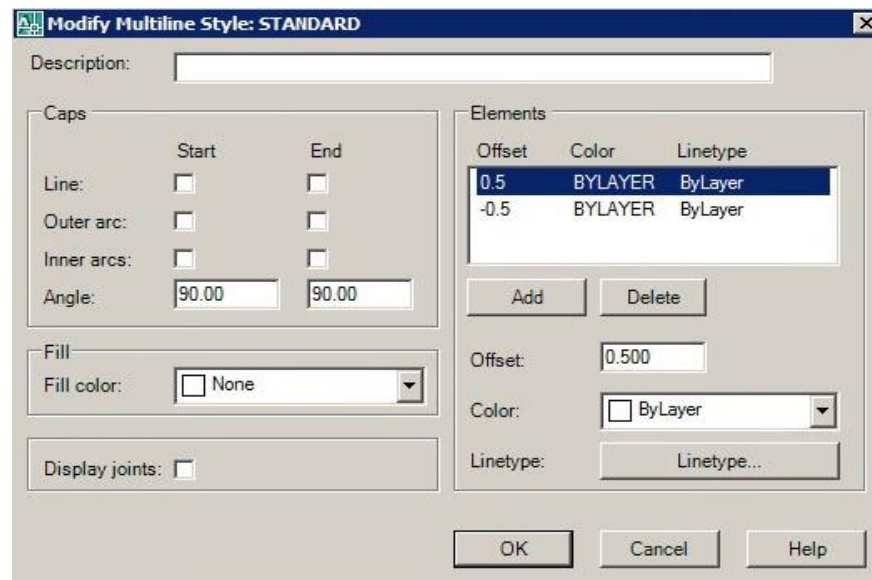 Modify Multiline Style: STANDARD
Description:
Caps
Start End
Line:
Outer arc:
Inner arcs:
Angle: 90.00 90.00
Fill
Fill color: None
Display joints:
Elements
Offset Color Linetype
0.5 BYLAYER ByLayer
-0.5 BYLAYER ByLayer
Add Delete
Offset: 0.500
Color: ByLayer
Linetype: Linetype...
OK Cancel Help